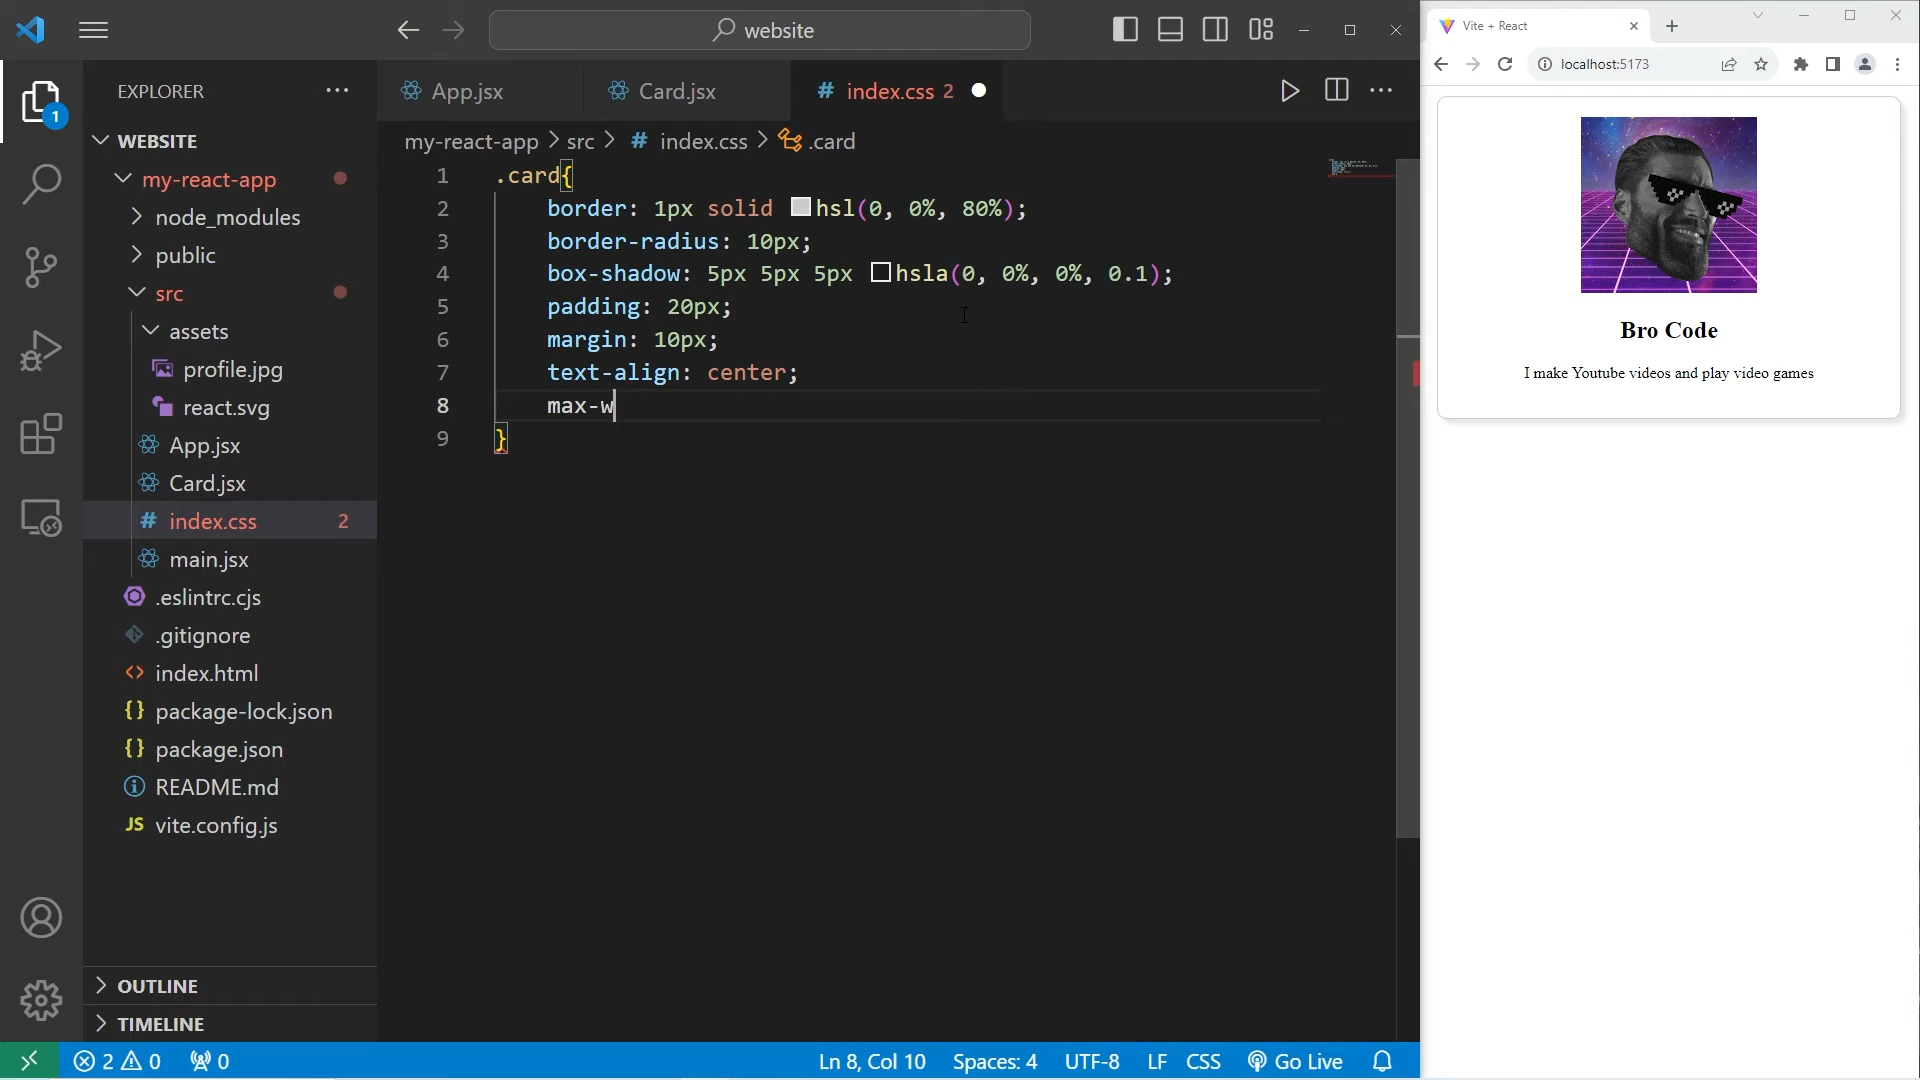 website
EXPLORER
1
WEBSITE
my-react-app
node_modules
public
src
assets
profile.jpg
react.svg
App.jsx
Card.jsx
index.css 2
main.jsx
.eslintrc.cjs
.gitignore
index.html
package-lock.json
package.json
README.md
JS vite.config.js
OUTLINE
TIMELINE
App.jsx
Card.jsx
# index.css 2
my-react-app > src > # index.css > .card
1 .card{
2 border: 1px solid hsl(0, 0%, 80%);
3 border-radius: 10px;
4 box-shadow: 5px 5px 5px hsla(0, 0%, 0%, 0.1);
5 padding: 20px;
6 margin: 10px;
7 text-align: center;
8 max-w
9 }
2 0 0
Ln 8, Col 10 Spaces: 4 UTF-8 LF CSS Go Live
Vite + React
localhost:5173
Bro Code
I make Youtube videos and play video games